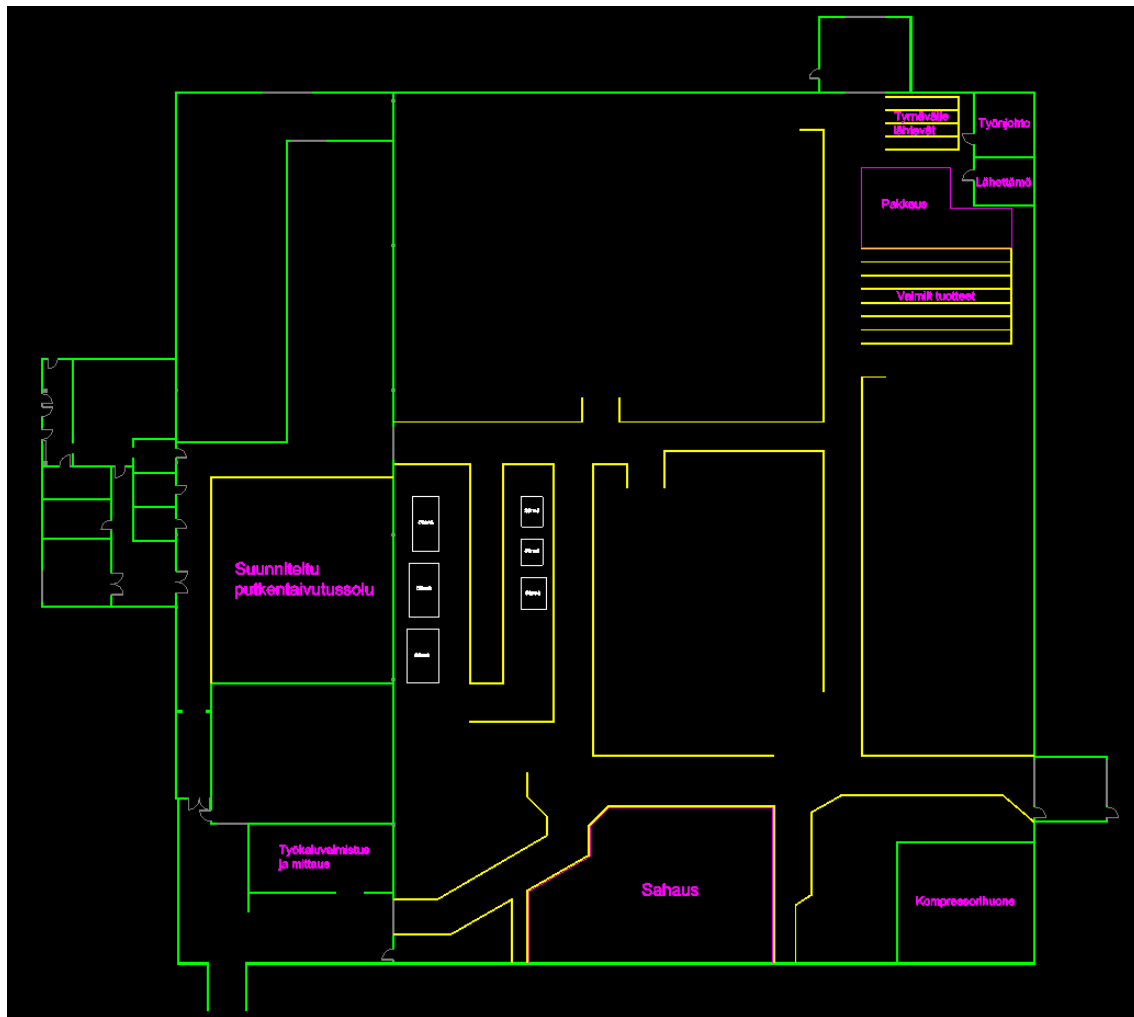 Tyrnävälle
lähtevät
Työnjohto
Lähettämö
Pakkaus
Valmiit tuotteet
Suunniteltu
putkentaivutussolu
Työkaluvalmistus
ja mittaus
Sahaus
Kompressorihuone